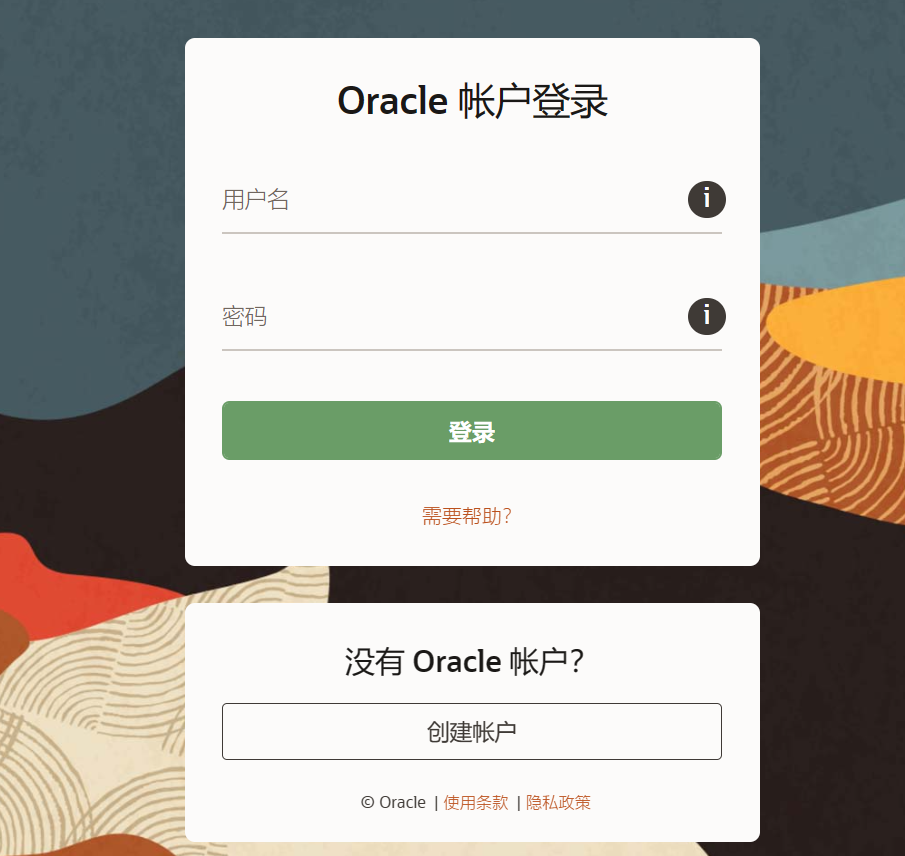 Oracle 帐户登录
用户名
i
密码
i
登录
需要帮助?
没有 Oracle 帐户?
创建帐户
© Oracle | 使用条款 | 隐私政策